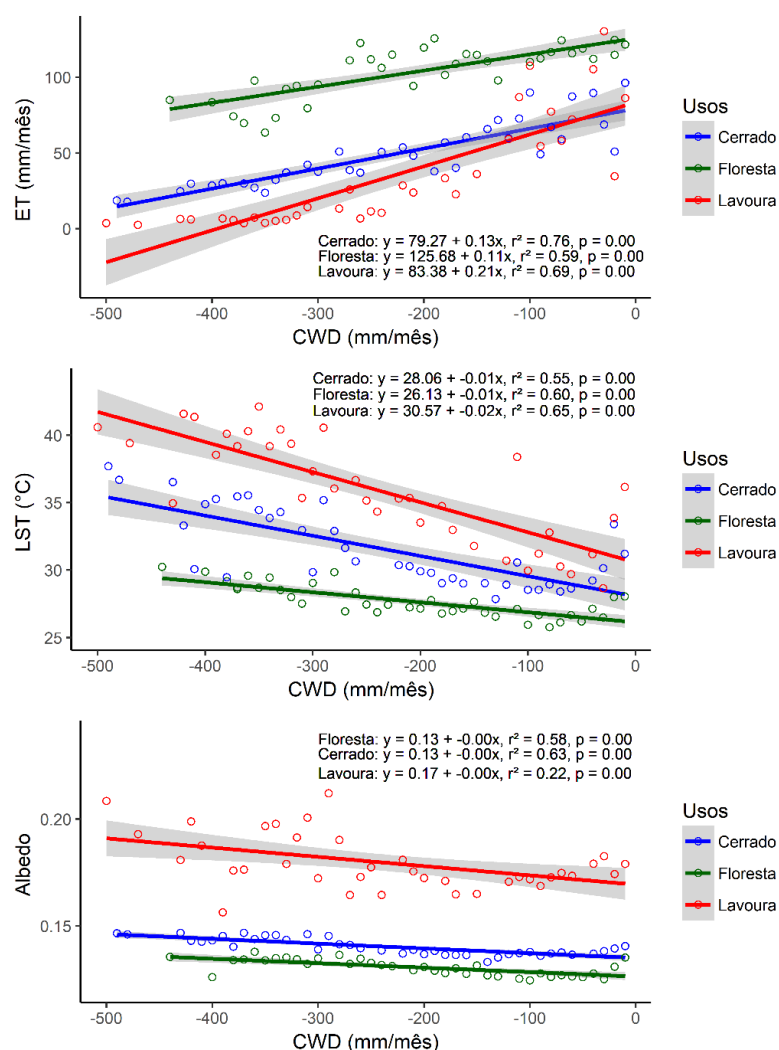 ET (mm/mês)
100
50
0
Cerrado: y = 79.27 + 0.13x, r² = 0.76, p = 0.00
Floresta: y = 125.68 + 0.11x, r² = 0.59, p = 0.00
Lavoura: y = 83.38 + 0.21x, r² = 0.69, p = 0.00
-500 -400 -300 -200 -100 0
CWD (mm/mês)
Usos
Cerrado
Floresta
Lavoura
LST (°C)
40
35
30
25
Cerrado: y = 28.06 + -0.01x, r² = 0.55, p = 0.00
Floresta: y = 26.13 + -0.01x, r² = 0.60, p = 0.00
Lavoura: y = 30.57 + -0.02x, r² = 0.65, p = 0.00
-500 -400 -300 -200 -100 0
CWD (mm/mês)
Usos
Cerrado
Floresta
Lavoura
Albedo
0.20
0.15
Floresta: y = 0.13 + -0.00x, r² = 0.58, p = 0.00
Cerrado: y = 0.13 + -0.00x, r² = 0.63, p = 0.00
Lavoura: y = 0.17 + -0.00x, r² = 0.22, p = 0.00
-500 -400 -300 -200 -100 0
CWD (mm/mês)
Usos
Cerrado
Floresta
Lavoura